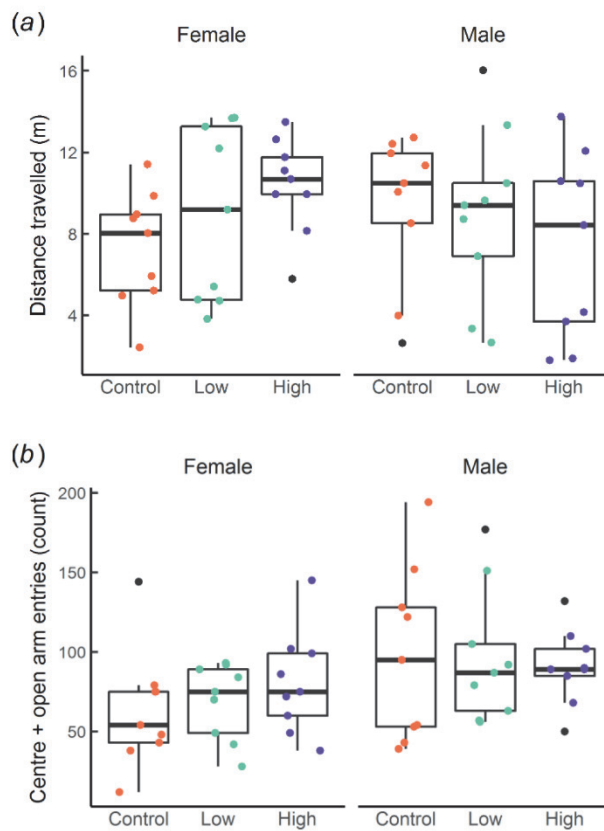 (a)
Female Male
Distance travelled (m)
16
12
8
4
Control Low High Control Low High
(b)
Female Male
Centre + open arm entries (count)
200
150
100
50
Control Low High Control Low High